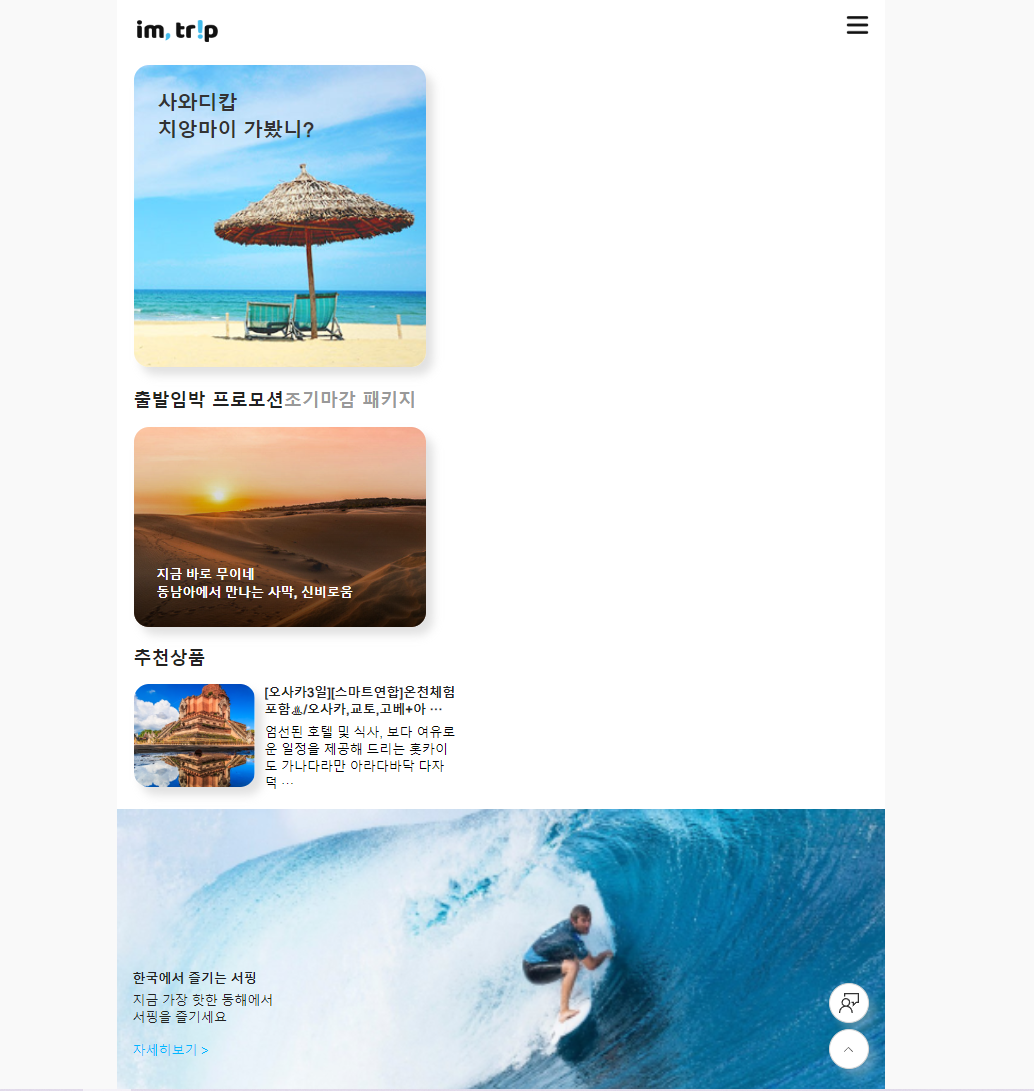 im, tr!p
사와디캅
치앙마이 가봤니?
출발임박 프로모션조기마감 패키지
지금 바로 무이네
동남아에서 만나는 사막, 신비로움
추천상품
[오사카3일][스마트연합]온천체험
포함♨/오사카,교토,고베+아 …
엄선된 호텔 및 식사, 보다 여유로
운 일정을 제공해 드리는 홋카이
도 가나다라만 아라다바닥 다자
덕 …
한국에서 즐기는 서핑
지금 가장 핫한 동해에서
서핑을 즐기세요
자세히보기 >